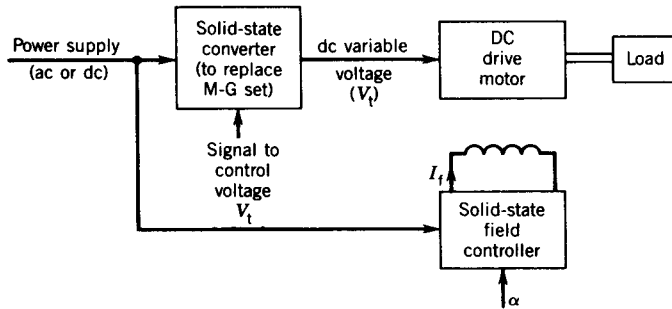 Power supply
(ac or dc)
Solid-state
converter
(to replace
M-G set)
dc variable
voltage
(Vt)
DC
drive
motor
Load
Signal to
control
voltage
Vt
If
Solid-state
field
controller
α